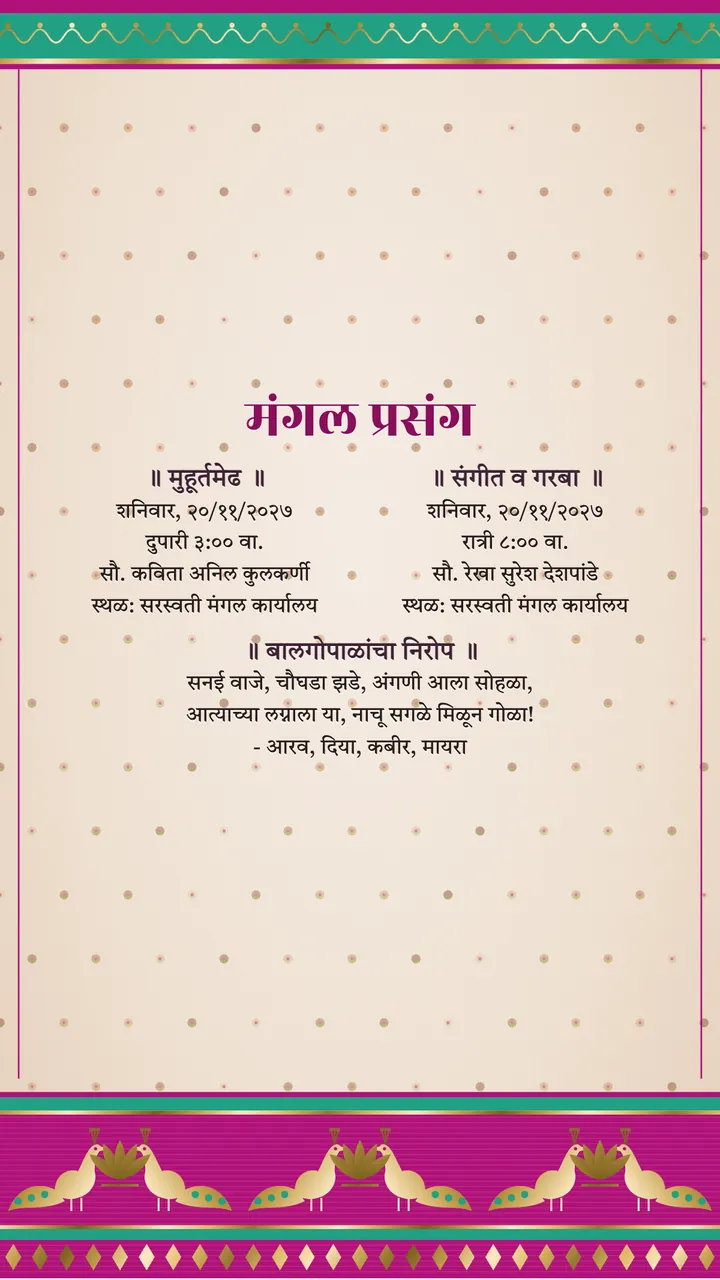 मंगल प्रसंग
॥ मुहूर्तमेढ ॥
शनिवार, २०/११/२०२७
दुपारी ३:०० वा.
सौ. कविता अनिल कुलकर्णी
स्थळ: सरस्वती मंगल कार्यालय
॥ संगीत व गरबा ॥
शनिवार, २०/११/२०२७
रात्री ८:०० वा.
सौ. रेखा सुरेश देशपांडे
स्थळ: सरस्वती मंगल कार्यालय
॥ बालगोपाळांचा निरोप ॥
सनई वाजे, चौघडा झडे, अंगणी आला सोहळा,
आत्याच्या लग्नाला या, नाचू सगळे मिळून गोळा!
- आरव, दिया, कबीर, मायरा